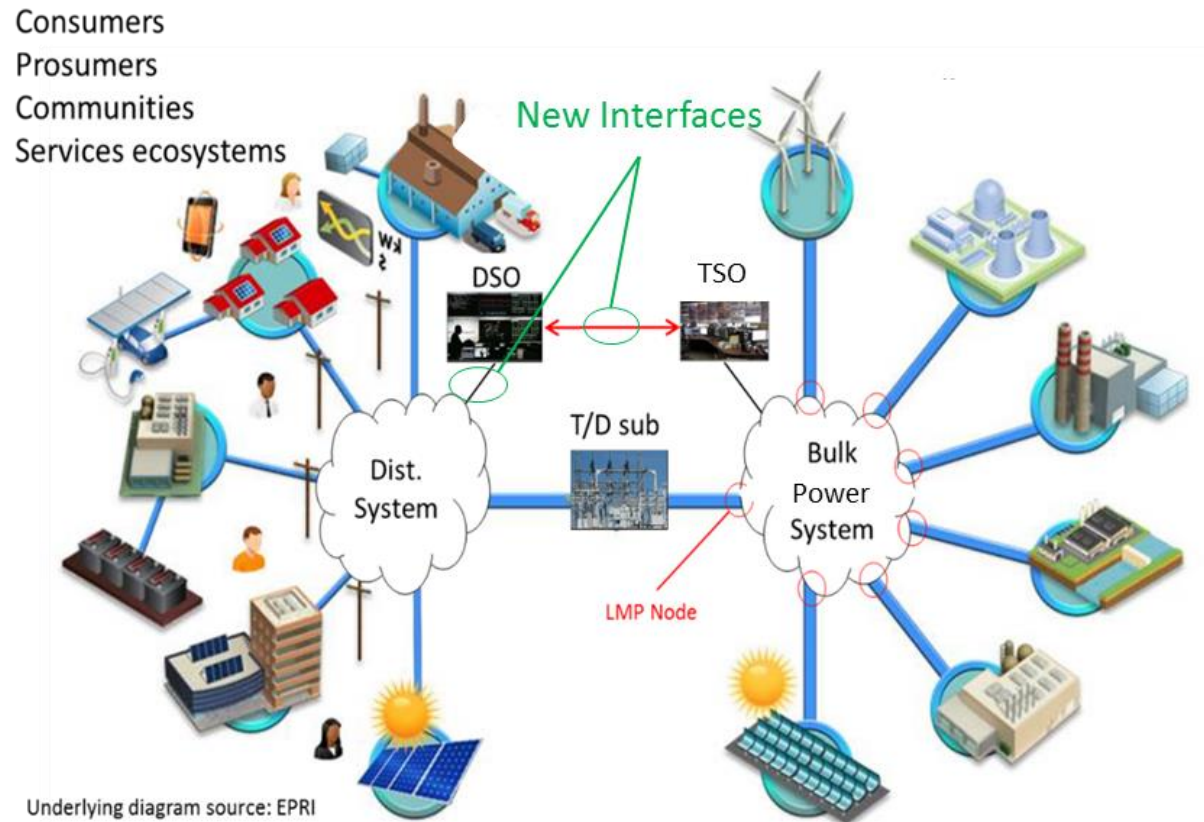 Consumers
Prosumers
Communities
Services ecosystems
New Interfaces
kW
$
DSO
TSO
T/D sub
Dist.
System
Bulk
Power
System
LMP Node
Underlying diagram source: EPRI